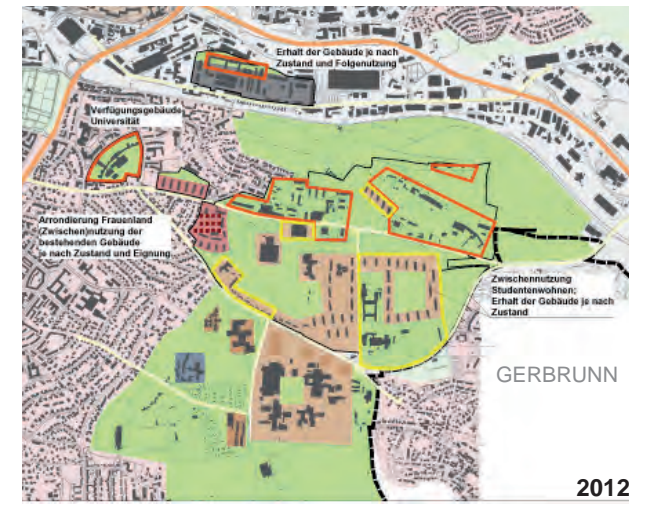 Erhalt der Gebäude je nach
Zustand und Folgenutzung
Verfügungsgebäude
Universität
Arrondierung Frauenland
(Zwischen)nutzung der
bestehenden Gebäude
je nach Zustand und Eignung
Zwischennutzung
Studentenwohnen;
Erhalt der Gebäude je nach
Zustand
GERBRUNN
2012